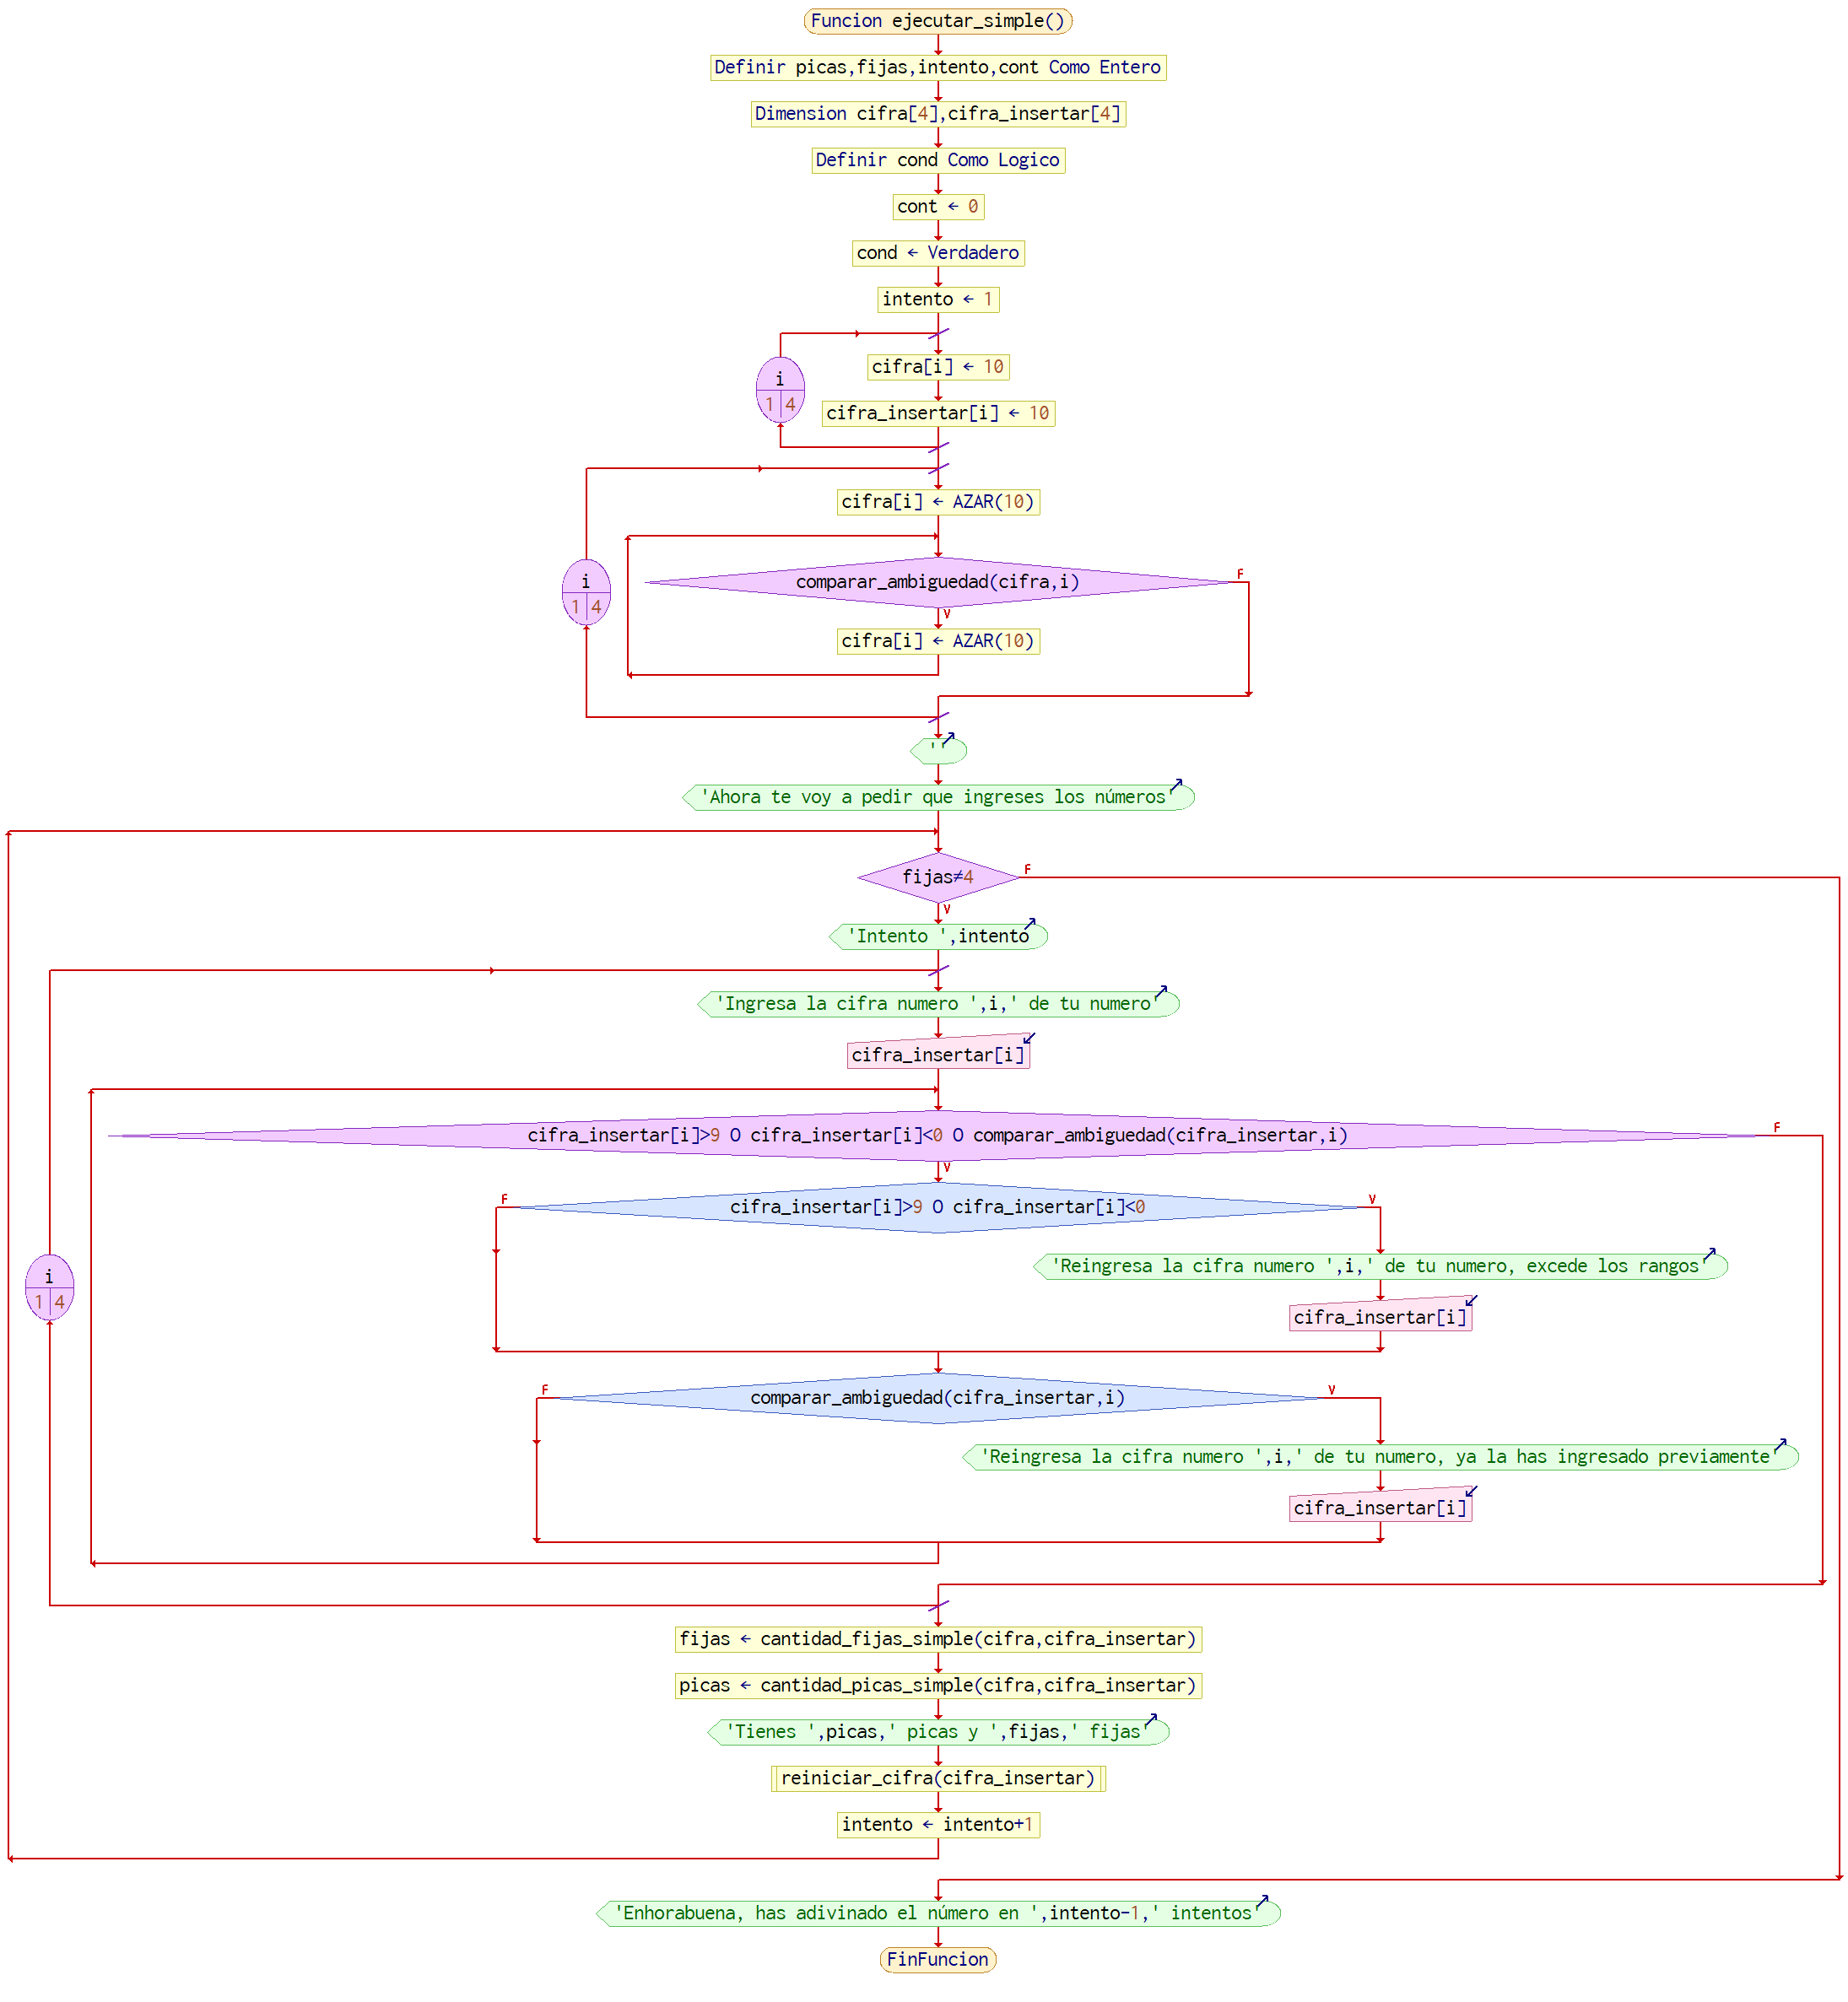 Funcion ejecutar_simple()
Definir picas,fijas,intento,cont Como Entero
Dimension cifra[4],cifra_insertar[4]
Definir cond Como Logico
cont ← 0
cond ← Verdadero
intento ← 1
i
1 4
cifra[i] ← 10
cifra_insertar[i] ← 10
i
1 4
cifra[i] ← AZAR(10)
comparar_ambiguedad(cifra,i)
F
V
cifra[i] ← AZAR(10)
''
'Ahora te voy a pedir que ingreses los números'
fijas≠4
F
V
'Intento ',intento
i
1 4
'Ingresa la cifra numero ',i,' de tu numero'
cifra_insertar[i]
cifra_insertar[i]>9 O cifra_insertar[i]<0 O comparar_ambiguedad(cifra_insertar,i)
F
V
cifra_insertar[i]>9 O cifra_insertar[i]<0
F
V
'Reingresa la cifra numero ',i,' de tu numero, excede los rangos'
cifra_insertar[i]
comparar_ambiguedad(cifra_insertar,i)
F
V
'Reingresa la cifra numero ',i,' de tu numero, ya la has ingresado previamente'
cifra_insertar[i]
fijas ← cantidad_fijas_simple(cifra,cifra_insertar)
picas ← cantidad_picas_simple(cifra,cifra_insertar)
'Tienes ',picas,' picas y ',fijas,' fijas'
reiniciar_cifra(cifra_insertar)
intento ← intento+1
'Enhorabuena, has adivinado el número en ',intento-1,' intentos'
FinFuncion